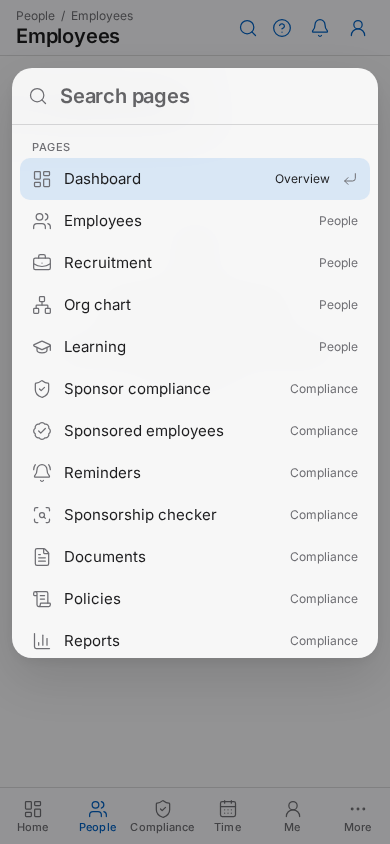 People / Employees
Employees
Search pages
PAGES
Dashboard Overview
Employees People
Recruitment People
Org chart People
Learning People
Sponsor compliance Compliance
Sponsored employees Compliance
Reminders Compliance
Sponsorship checker Compliance
Documents Compliance
Policies Compliance
Reports Compliance
Home People Compliance Time Me More